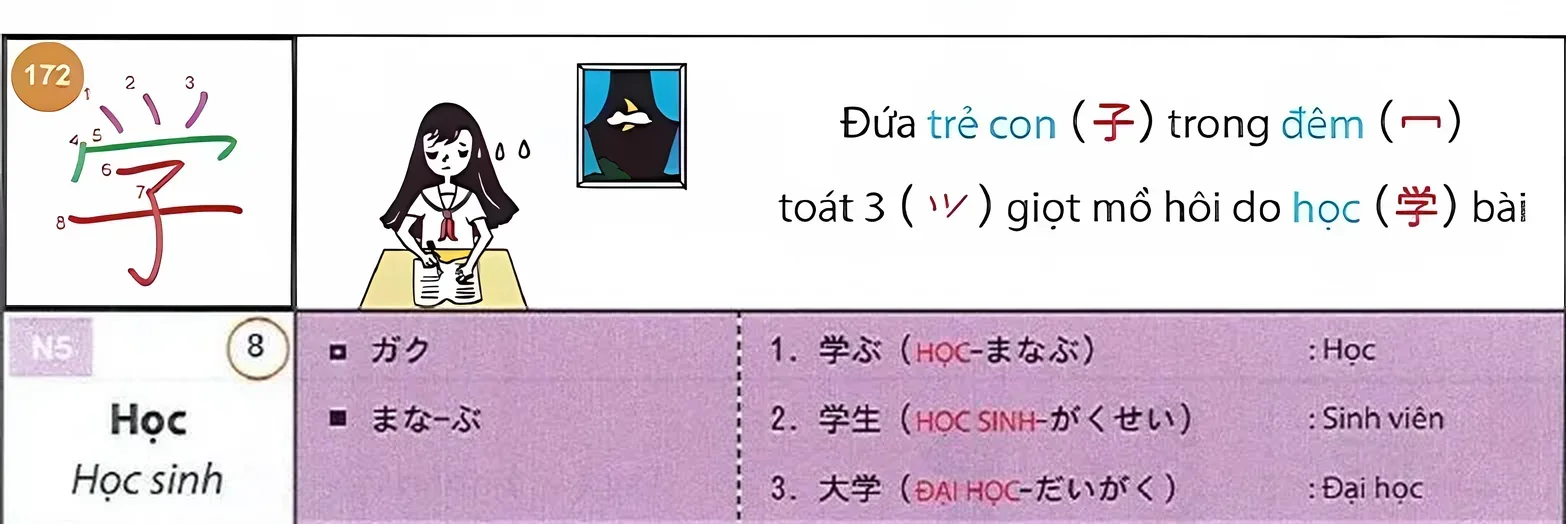 172
1 2 3
4 5
6
7
8
学
Đứa trẻ con (子) trong đêm (冖)
toát 3 (⺍) giọt mồ hôi do học (学) bài
N5
8
Học
Học sinh
ガク
まなーぶ
1. 学ぶ (HỌC-まなぶ) : Học
2. 学生 (HỌC SINH-がくせい) : Sinh viên
3. 大学 (ĐẠI HỌC-だいがく) : Đại học